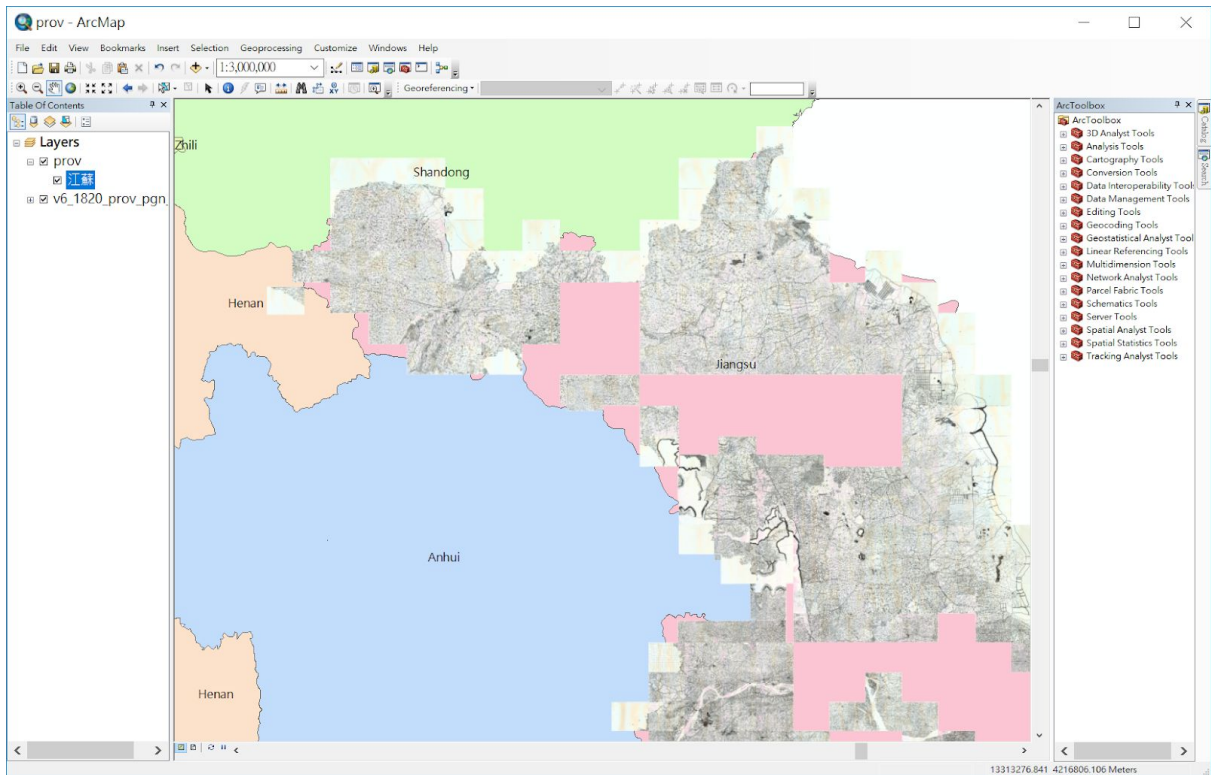 prov - ArcMap
File Edit View Bookmarks Insert Selection Geoprocessing Customize Windows Help
1:3,000,000
Georeferencing
Table Of Contents
Layers
prov
江蘇
v6_1820_prov_pgn_
Zhili
Shandong
Henan
Jiangsu
Anhui
Henan
ArcToolbox
ArcToolbox
3D Analyst Tools
Analysis Tools
Cartography Tools
Conversion Tools
Data Interoperability Tools
Data Management Tools
Editing Tools
Geocoding Tools
Geostatistical Analyst Tool
Linear Referencing Tools
Multidimension Tools
Network Analyst Tools
Parcel Fabric Tools
Schematics Tools
Server Tools
Spatial Analyst Tools
Spatial Statistics Tools
Tracking Analyst Tools
Catalog
Search
13313276.841 4216806.106 Meters